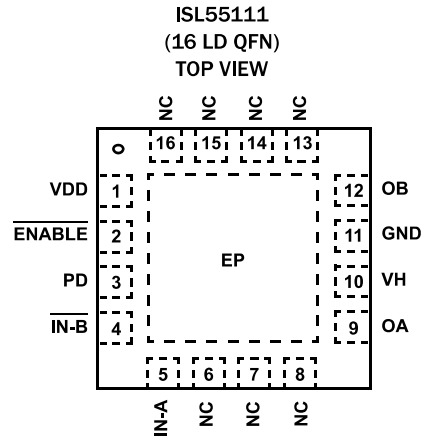 ISL55111
(16 LD QFN)
TOP VIEW
NC NC NC NC
16 15 14 13
VDD 1 12 OB
ENABLE 2 11 GND
EP
PD 3 10 VH
IN-B 4 9 OA
5 6 7 8
IN-A NC NC NC